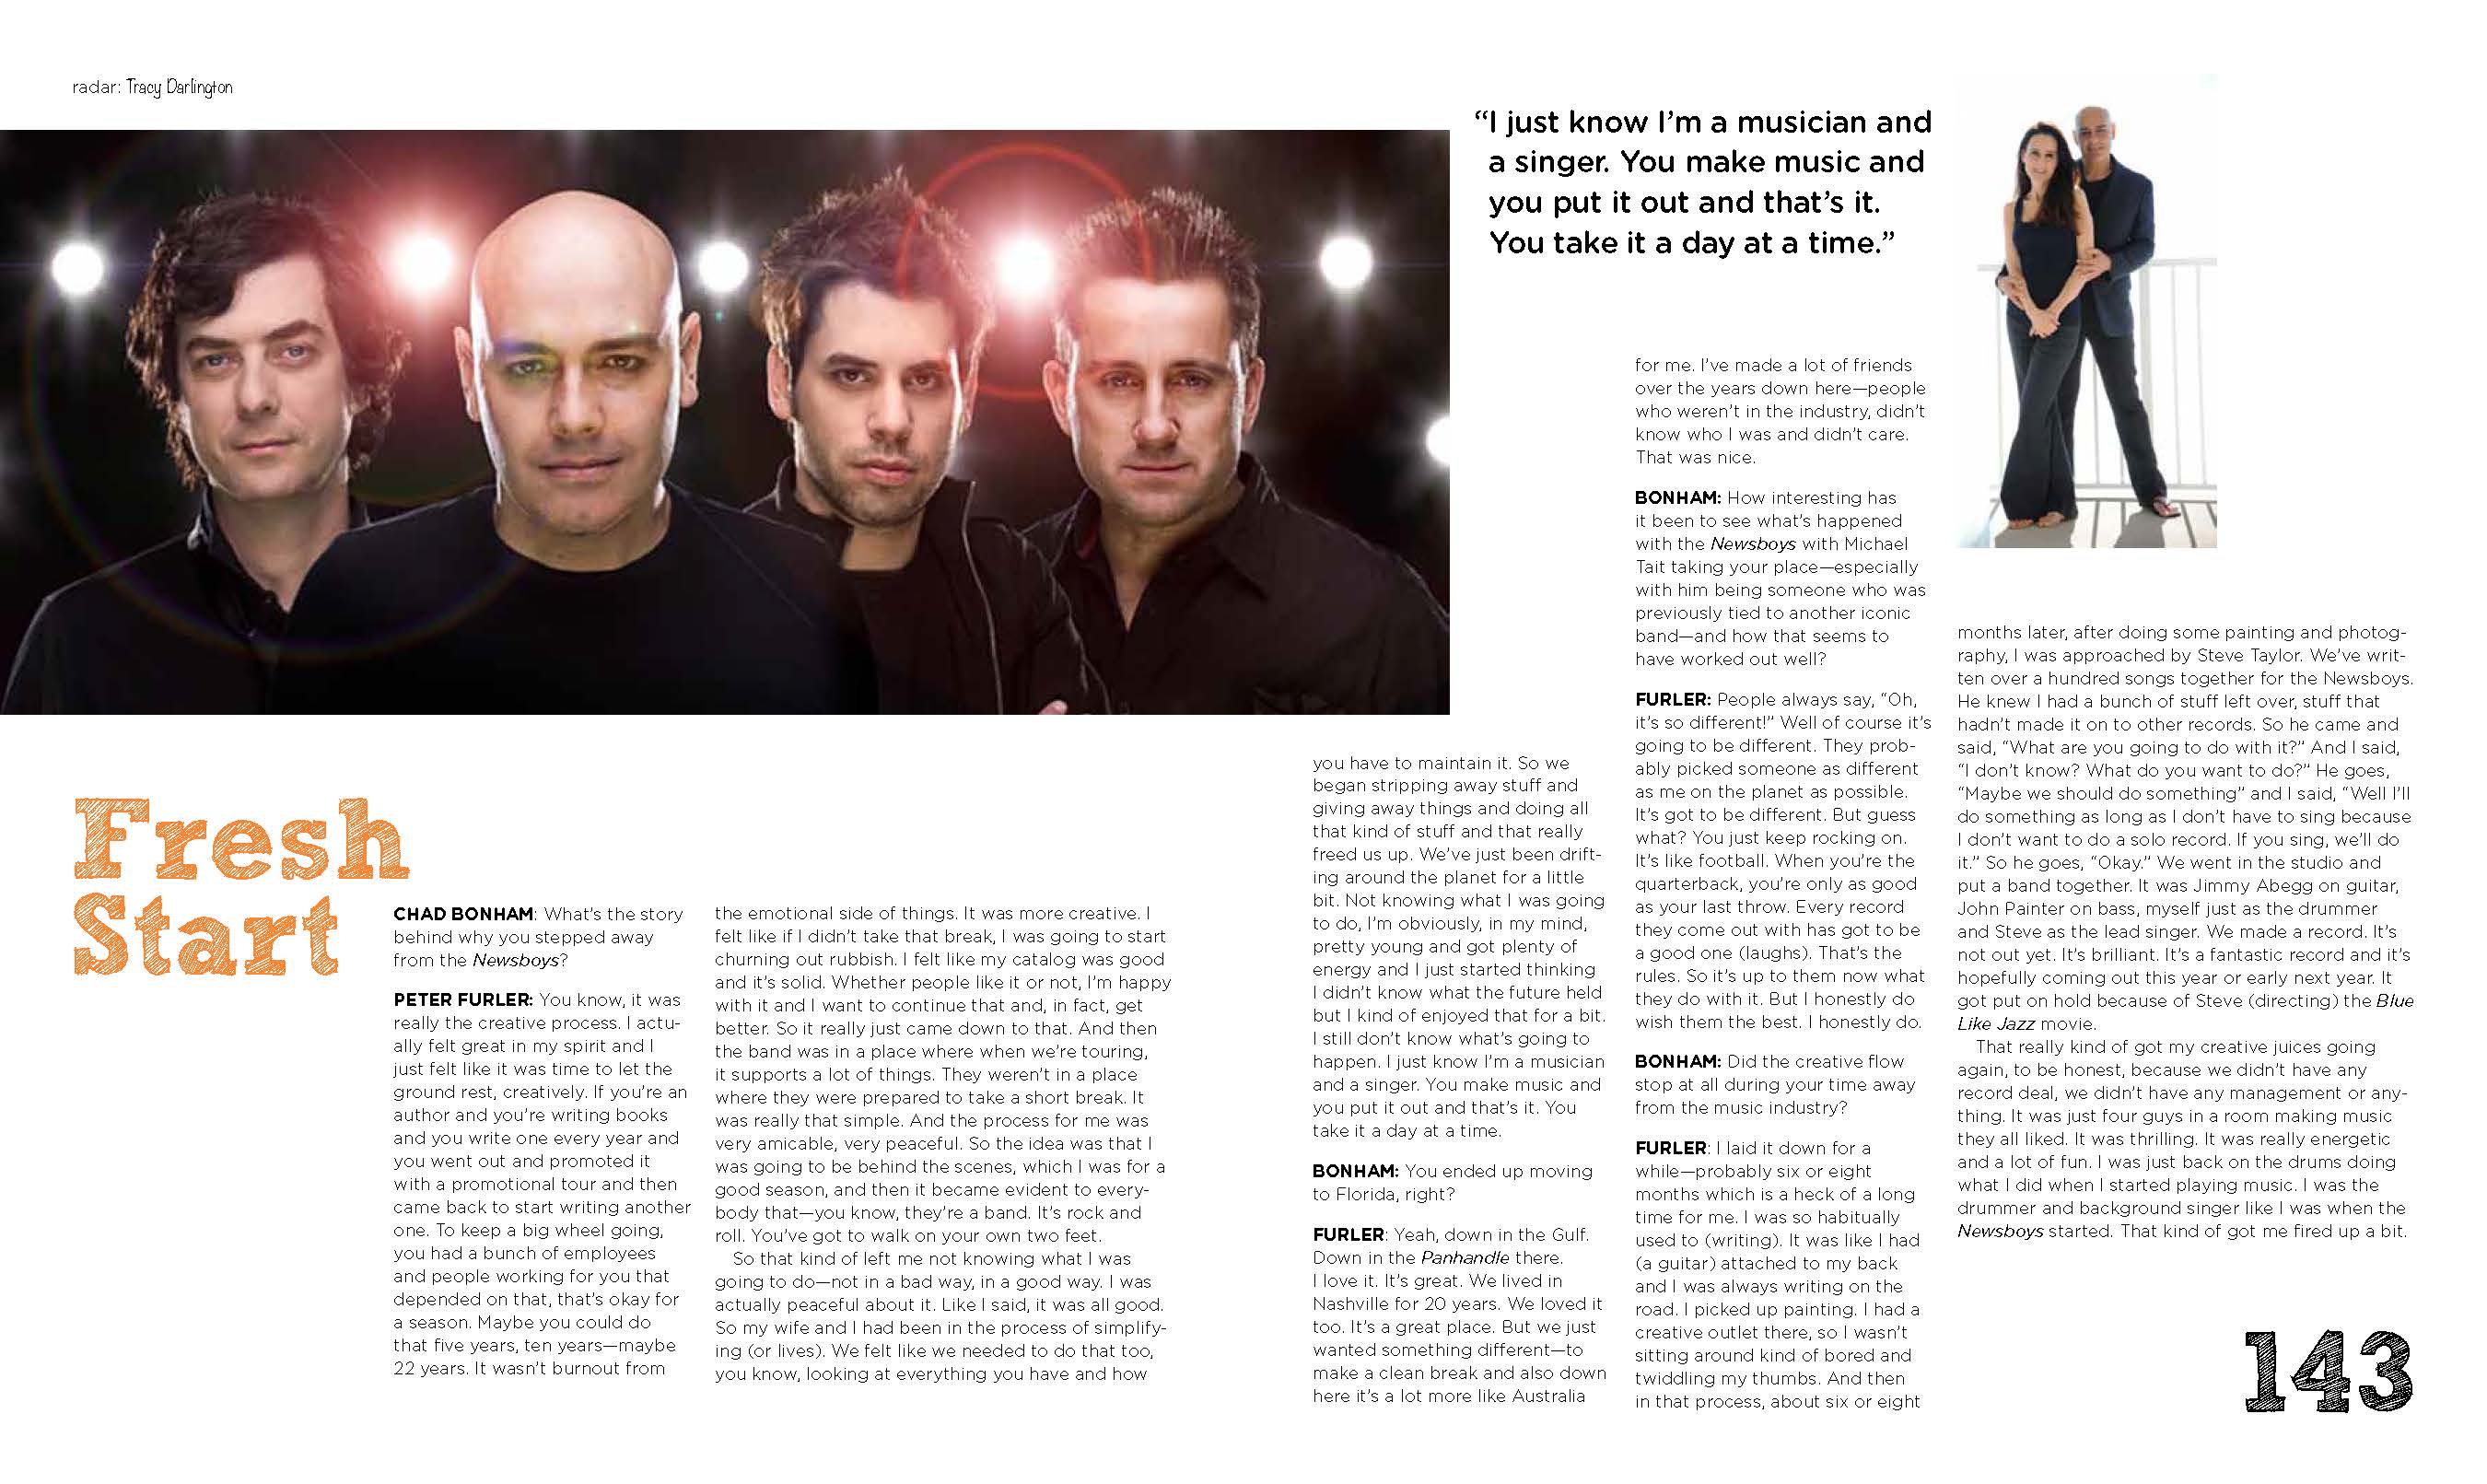 radar: Tracy Darlington
“I just know I’m a musician and
a singer. You make music and
you put it out and that’s it.
You take it a day at a time.”
Fresh
Start
CHAD BONHAM: What’s the story
behind why you stepped away
from the Newsboys?
PETER FURLER: You know, it was
really the creative process. I actu-
ally felt great in my spirit and I
just felt like it was time to let the
ground rest, creatively. If you’re an
author and you’re writing books
and you write one every year and
you went out and promoted it
with a promotional tour and then
came back to start writing another
one. To keep a big wheel going,
you had a bunch of employees
and people working for you that
depended on that, that’s okay for
a season. Maybe you could do
that five years, ten years—maybe
22 years. It wasn’t burnout from
the emotional side of things. It was more creative. I
felt like if I didn’t take that break, I was going to start
churning out rubbish. I felt like my catalog was good
and it’s solid. Whether people like it or not, I’m happy
with it and I want to continue that and, in fact, get
better. So it really just came down to that. And then
the band was in a place where when we’re touring,
it supports a lot of things. They weren’t in a place
where they were prepared to take a short break. It
was really that simple. And the process for me was
very amicable, very peaceful. So the idea was that I
was going to be behind the scenes, which I was for a
good season, and then it became evident to every-
body that—you know, they’re a band. It’s rock and
roll. You’ve got to walk on your own two feet.
So that kind of left me not knowing what I was
going to do—not in a bad way, in a good way. I was
actually peaceful about it. Like I said, it was all good.
So my wife and I had been in the process of simplify-
ing (or lives). We felt like we needed to do that too,
you know, looking at everything you have and how
you have to maintain it. So we
began stripping away stuff and
giving away things and doing all
that kind of stuff and that really
freed us up. We’ve just been drift-
ing around the planet for a little
bit. Not knowing what I was going
to do, I’m obviously, in my mind,
pretty young and got plenty of
energy and I just started thinking
I didn’t know what the future held
but I kind of enjoyed that for a bit.
I still don’t know what’s going to
happen. I just know I’m a musician
and a singer. You make music and
you put it out and that’s it. You
take it a day at a time.
BONHAM: You ended up moving
to Florida, right?
FURLER: Yeah, down in the Gulf.
Down in the Panhandle there.
I love it. It’s great. We lived in
Nashville for 20 years. We loved it
too. It’s a great place. But we just
wanted something different—to
make a clean break and also down
here it’s a lot more like Australia
for me. I’ve made a lot of friends
over the years down here—people
who weren’t in the industry, didn’t
know who I was and didn’t care.
That was nice.
BONHAM: How interesting has
it been to see what’s happened
with the Newsboys with Michael
Tait taking your place—especially
with him being someone who was
previously tied to another iconic
band—and how that seems to
have worked out well?
FURLER: People always say, “Oh,
it’s so different!” Well of course it’s
going to be different. They prob-
ably picked someone as different
as me on the planet as possible.
It’s got to be different. But guess
what? You just keep rocking on.
It’s like football. When you’re the
quarterback, you’re only as good
as your last throw. Every record
they come out with has got to be
a good one (laughs). That’s the
rules. So it’s up to them now what
they do with it. But I honestly do
wish them the best. I honestly do.
BONHAM: Did the creative flow
stop at all during your time away
from the music industry?
FURLER: I laid it down for a
while—probably six or eight
months which is a heck of a long
time for me. I was so habitually
used to (writing). It was like I had
(a guitar) attached to my back
and I was always writing on the
road. I picked up painting. I had a
creative outlet there, so I wasn’t
sitting around kind of bored and
twiddling my thumbs. And then
in that process, about six or eight
months later, after doing some painting and photog-
raphy, I was approached by Steve Taylor. We’ve writ-
ten over a hundred songs together for the Newsboys.
He knew I had a bunch of stuff left over, stuff that
hadn’t made it on to other records. So he came and
said, “What are you going to do with it?” And I said,
“I don’t know? What do you want to do?” He goes,
“Maybe we should do something” and I said, “Well I’ll
do something as long as I don’t have to sing because
I don’t want to do a solo record. If you sing, we’ll do
it.” So he goes, “Okay.” We went in the studio and
put a band together. It was Jimmy Abegg on guitar,
John Painter on bass, myself just as the drummer
and Steve as the lead singer. We made a record. It’s
not out yet. It’s brilliant. It’s a fantastic record and it’s
hopefully coming out this year or early next year. It
got put on hold because of Steve (directing) the Blue
Like Jazz movie.
That really kind of got my creative juices going
again, to be honest, because we didn’t have any
record deal, we didn’t have any management or any-
thing. It was just four guys in a room making music
they all liked. It was thrilling. It was really energetic
and a lot of fun. I was just back on the drums doing
what I did when I started playing music. I was the
drummer and background singer like I was when the
Newsboys started. That kind of got me fired up a bit.
143